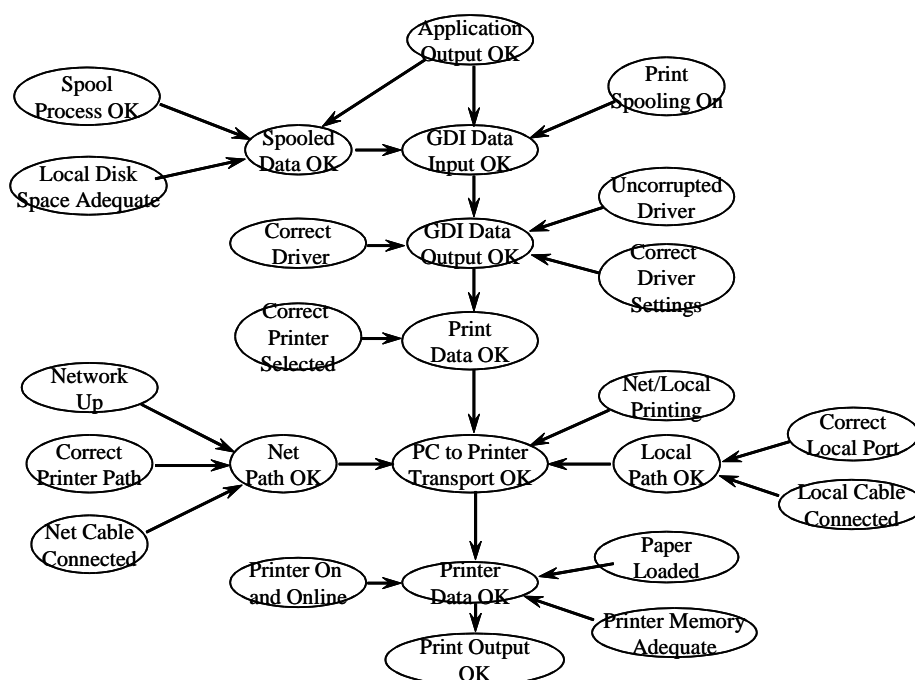 Application
Output OK
Spool
Process OK
Print
Spooling On
Spooled
Data OK
GDI Data
Input OK
Local Disk
Space Adequate
Uncorrupted
Driver
Correct
Driver
GDI Data
Output OK
Correct
Driver
Settings
Correct
Printer
Selected
Print
Data OK
Network
Up
Net/Local
Printing
Correct
Printer Path
Net
Path OK
PC to Printer
Transport OK
Local
Path OK
Correct
Local Port
Net Cable
Connected
Local Cable
Connected
Printer On
and Online
Printer
Data OK
Paper
Loaded
Printer Memory
Adequate
Print Output
OK